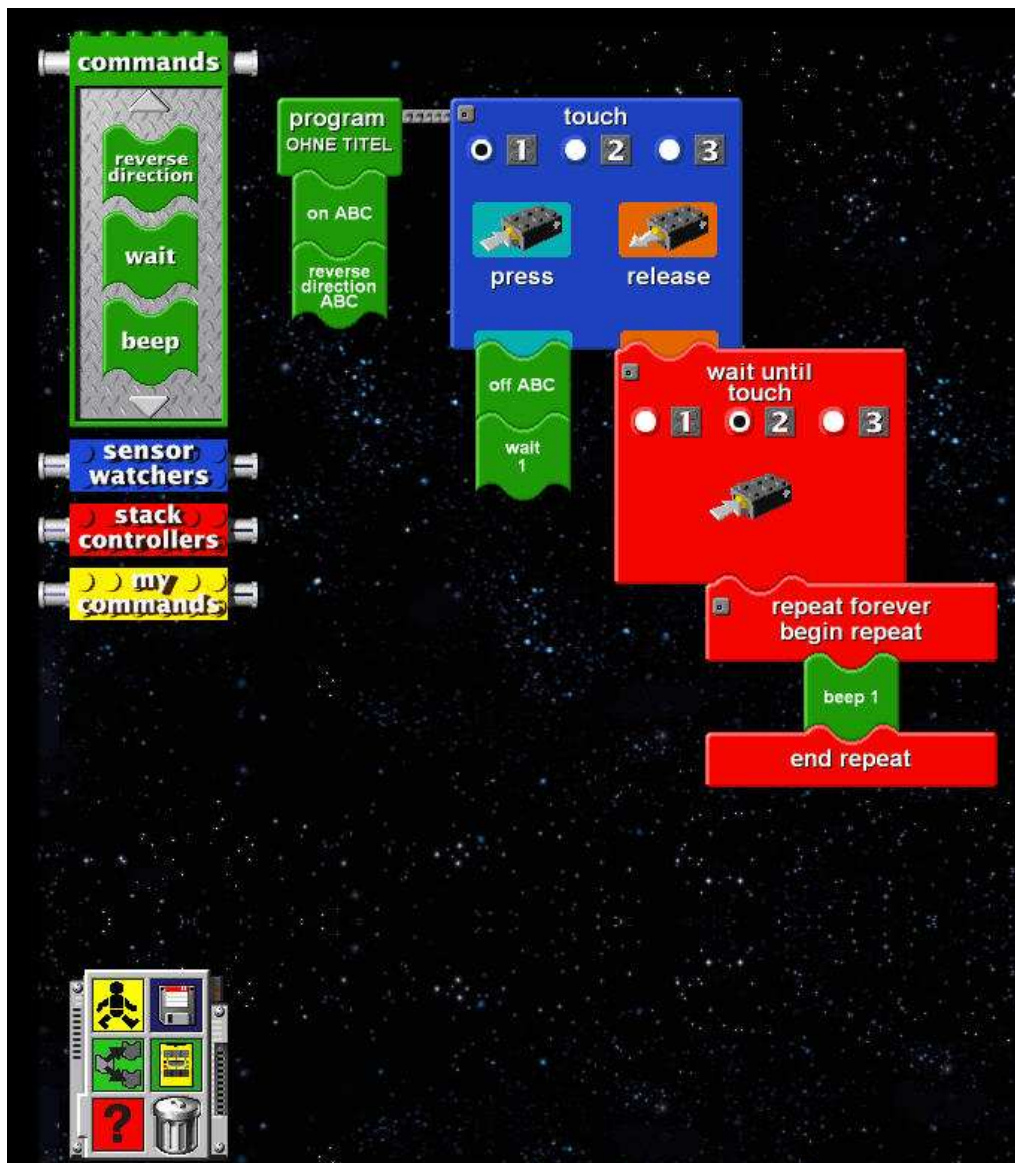 commands
reverse
direction
wait
beep
sensor
watchers
stack
controllers
my
commands
program
OHNE TITEL
on ABC
reverse
direction
ABC
touch
1 2 3
press release
off ABC
wait
1
wait until
touch
1 2 3
repeat forever
begin repeat
beep 1
end repeat
?